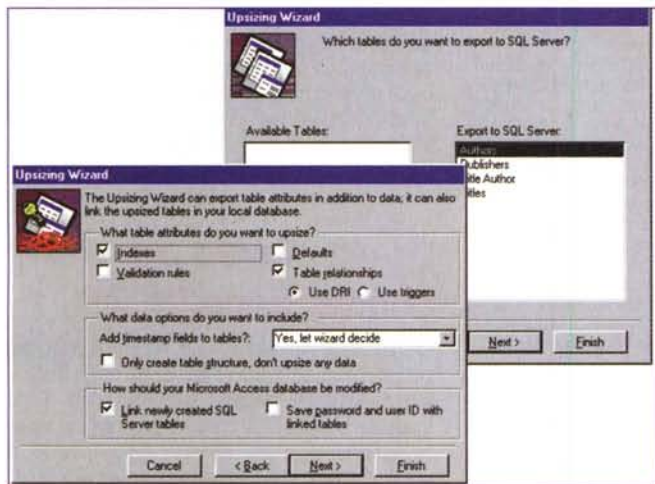 Upsizing Wizard
Which tables do you want to export to SQL Server?
Available Tables:
Export to SQL Server:
Authors
Publishers
Title Author
Titles
Next >
Finish
Upsizing Wizard
The Upsizing Wizard can export table attributes in addition to data; it can also
link the upsized tables in your local database.
What table attributes do you want to upsize?
Indexes
Defaults
Validation rules
Table relationships
Use DRI
Use triggers
What data options do you want to include?
Add timestamp fields to tables?:
Yes, let wizard decide
Only create table structure, don't upsize any data
How should your Microsoft Access database be modified?
Link newly created SQL
Server tables
Save password and user ID with
linked tables
Cancel
< Back
Next >
Finish